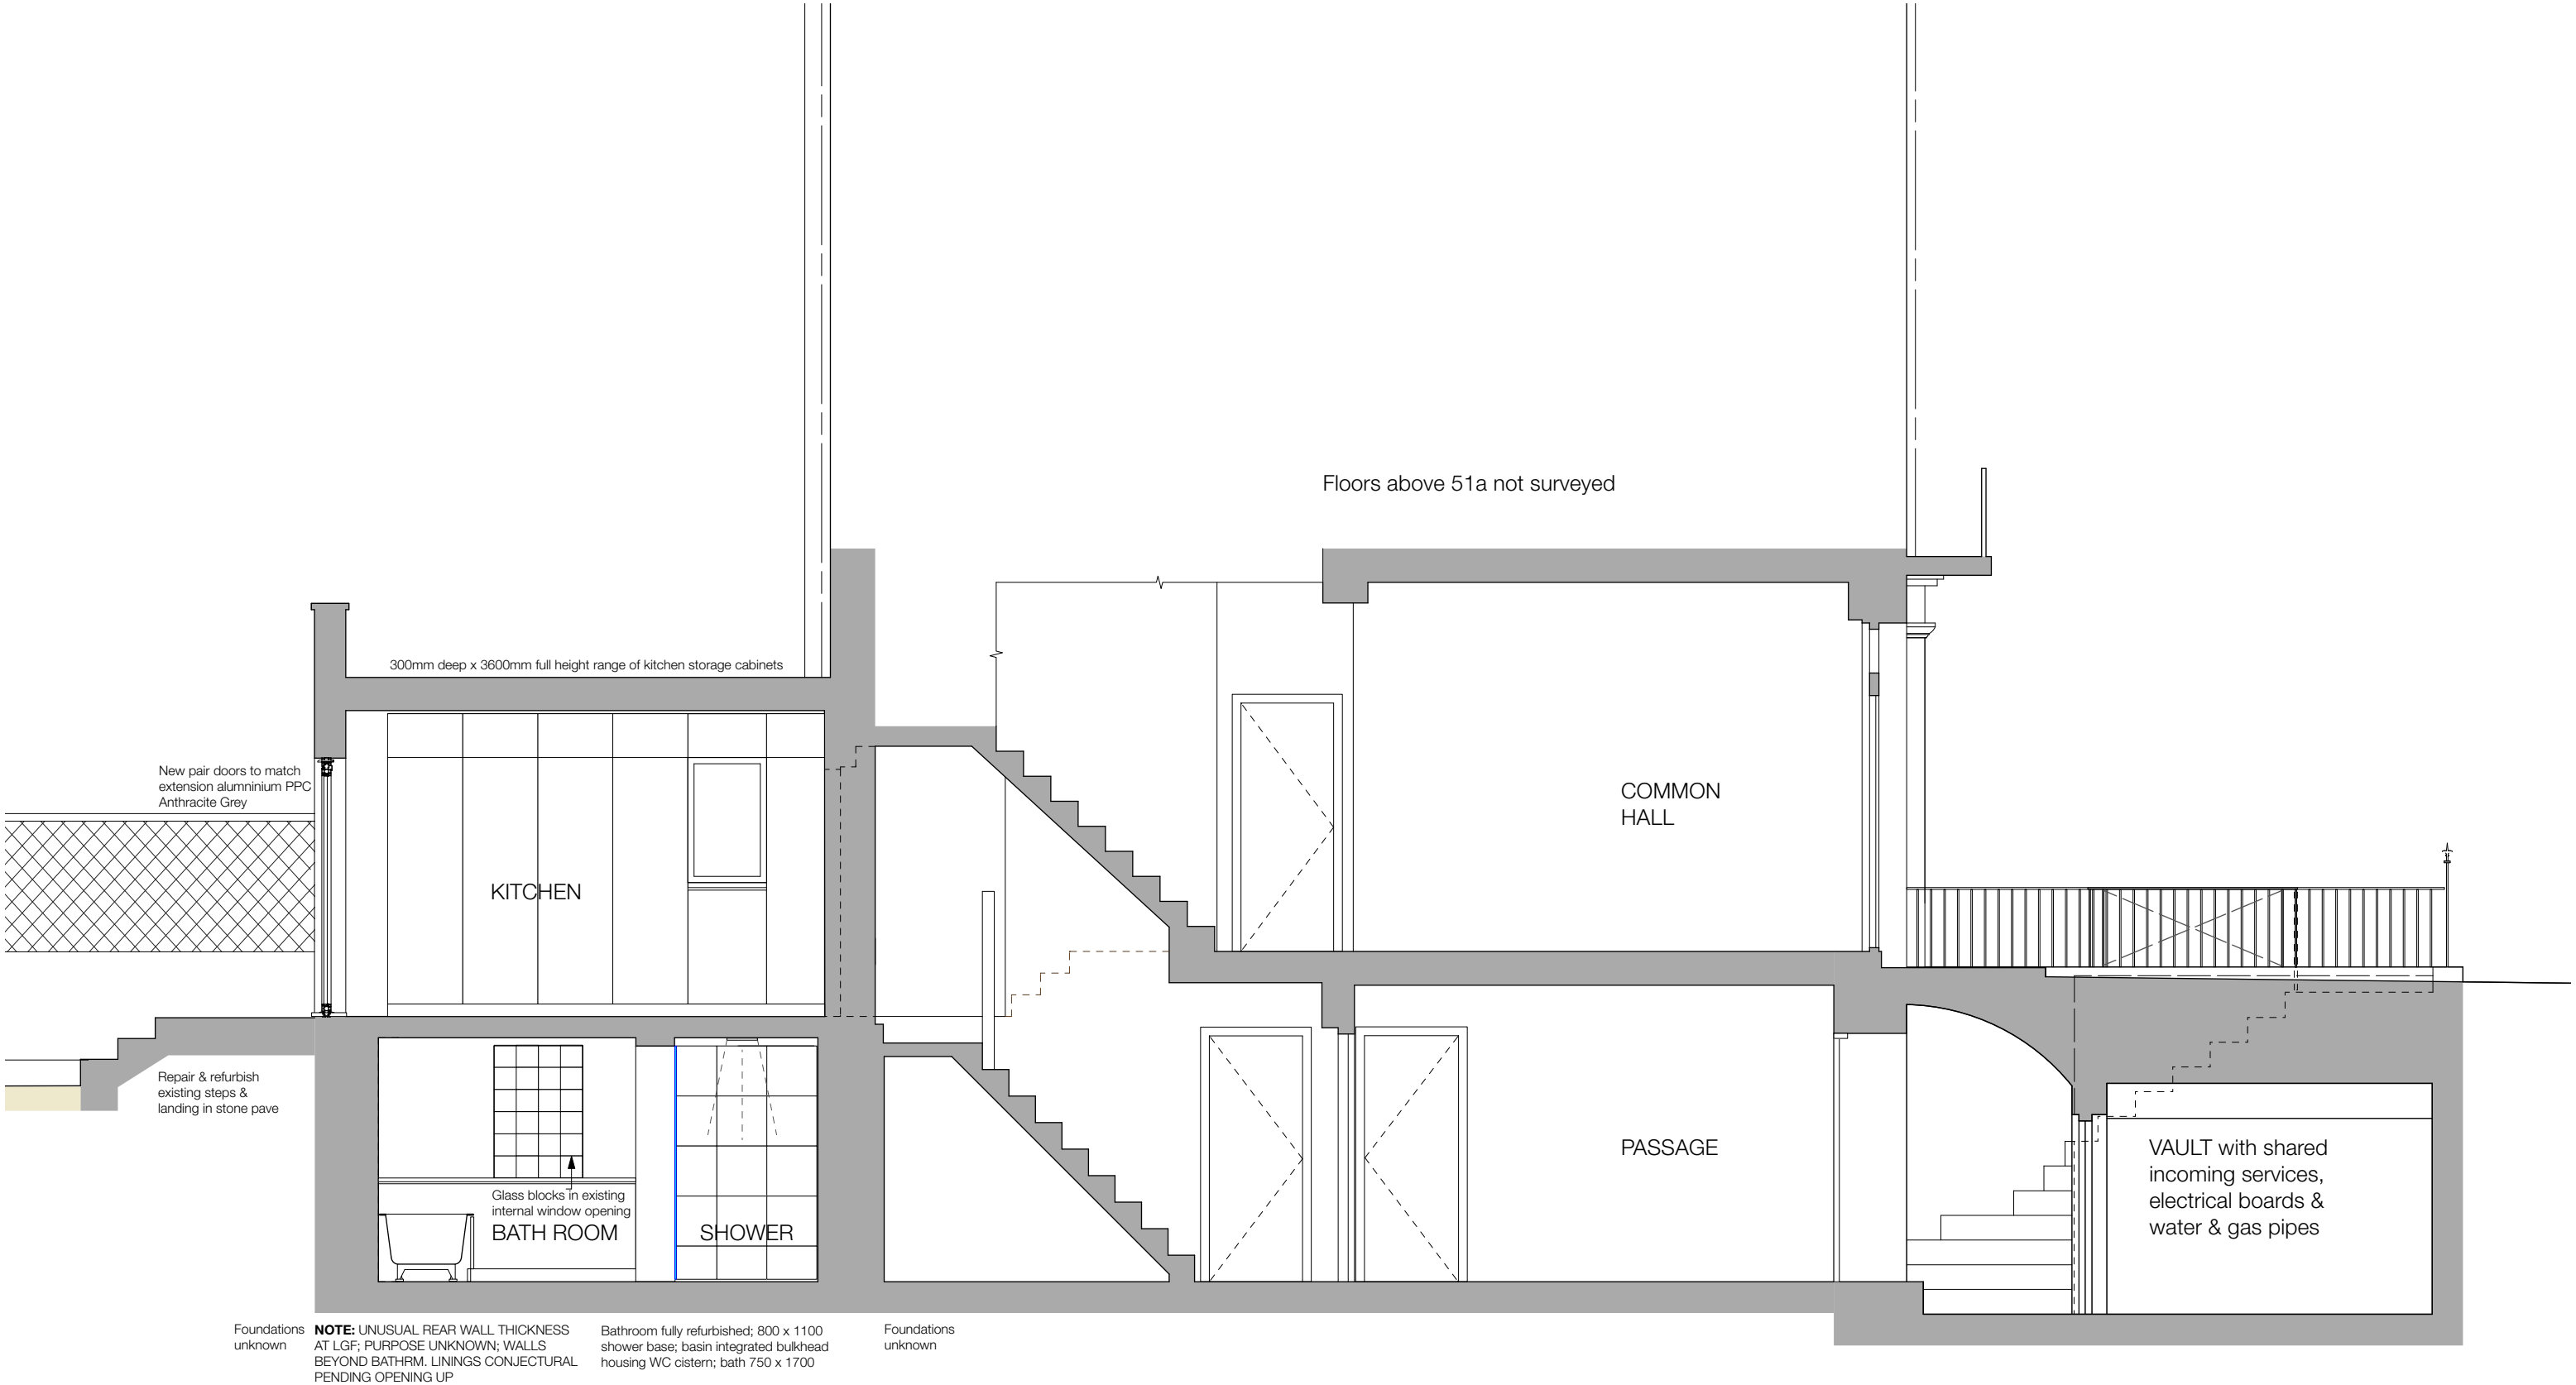 Floors above 51a not surveyed
300mm deep x 3600mm full height range of kitchen storage cabinets
New pair doors to match
extension alumninium PPC
Anthracite Grey
COMMON
HALL
KITCHEN
Repair & refurbish
existing steps &
landing in stone pave
PASSAGE
VAULT with shared
incoming services,
electrical boards &
water & gas pipes
Glass blocks in existing
internal window opening
BATH ROOM
SHOWER
Foundations
unknown
NOTE: UNUSUAL REAR WALL THICKNESS
AT LGF; PURPOSE UNKNOWN; WALLS
BEYOND BATHRM. LININGS CONJECTURAL
PENDING OPENING UP
Bathroom fully refurbished; 800 x 1100
shower base; basin integrated bulkhead
housing WC cistern; bath 750 x 1700
Foundations
unknown